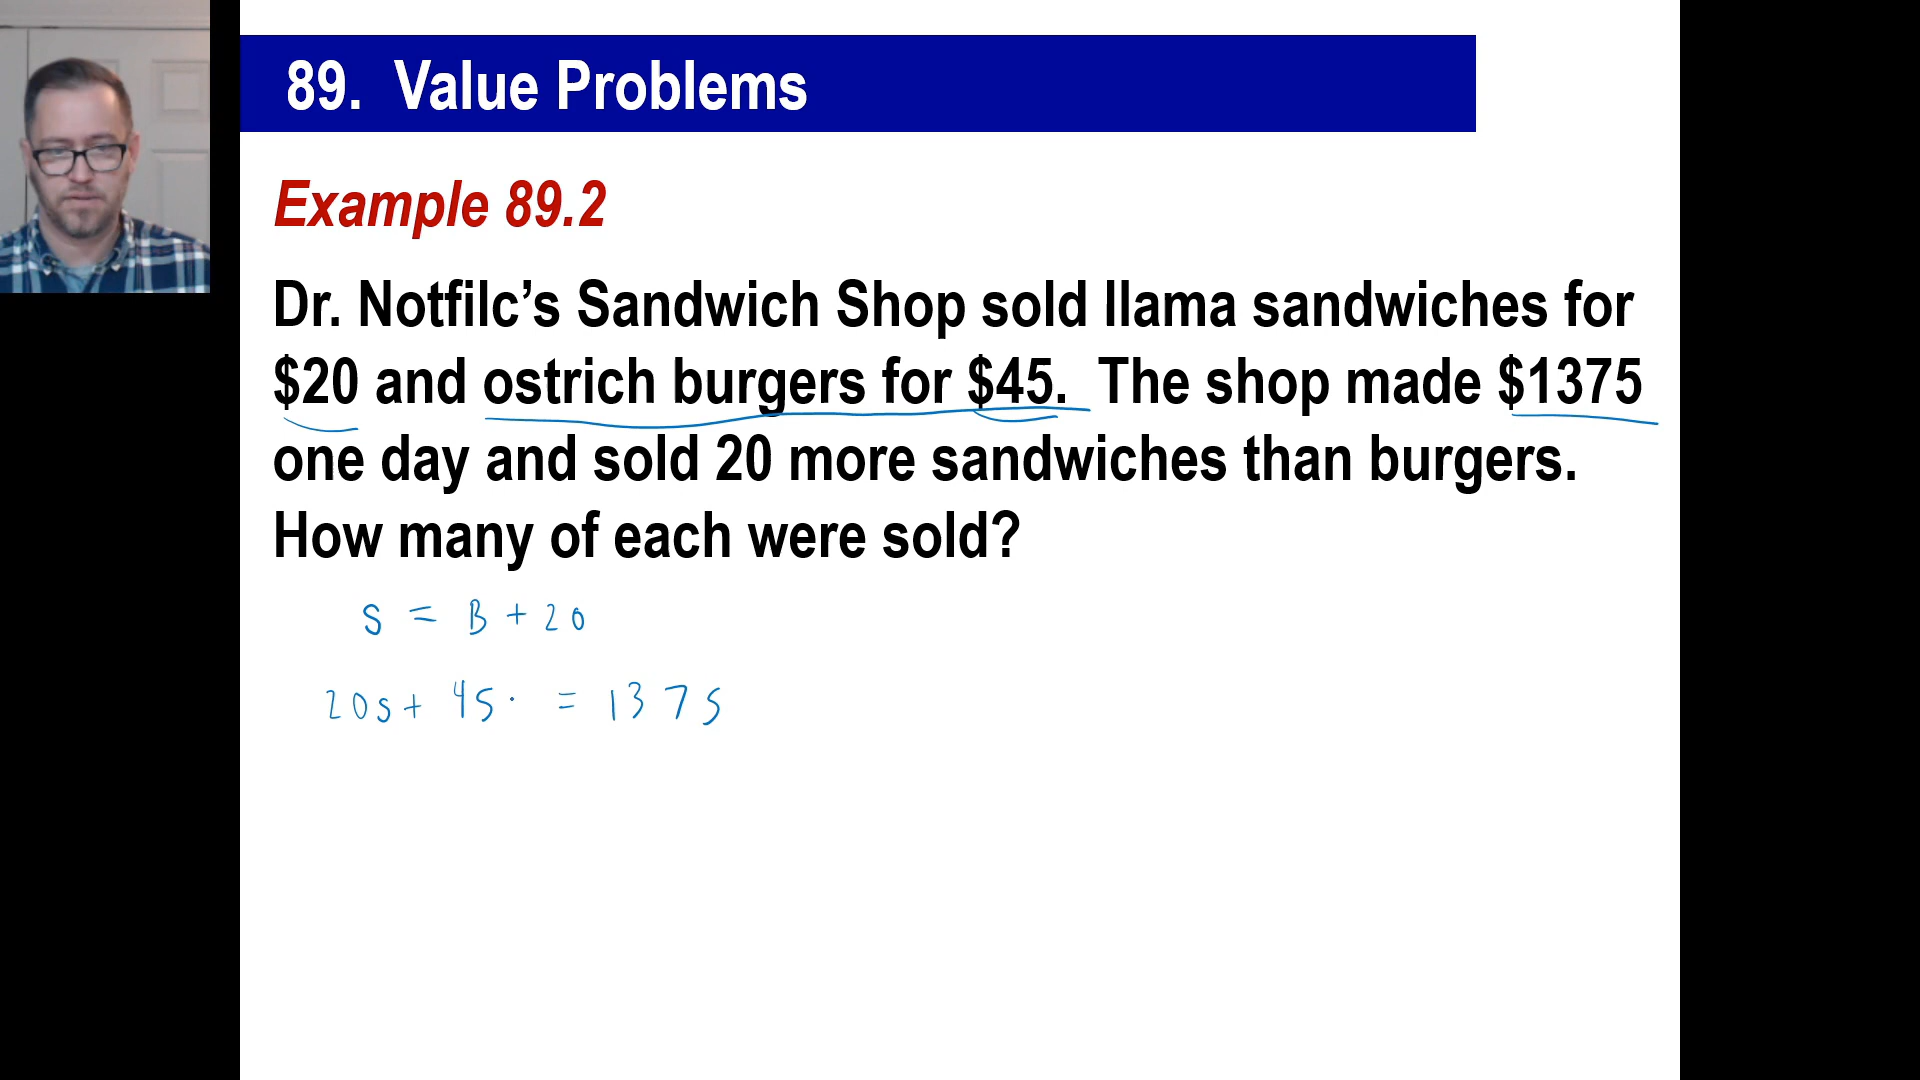 89. Value Problems
Example 89.2
Dr. Notfilc’s Sandwich Shop sold llama sandwiches for
$20 and ostrich burgers for $45. The shop made $1375
one day and sold 20 more sandwiches than burgers.
How many of each were sold?
S = B + 20
20s + 45· = 1375